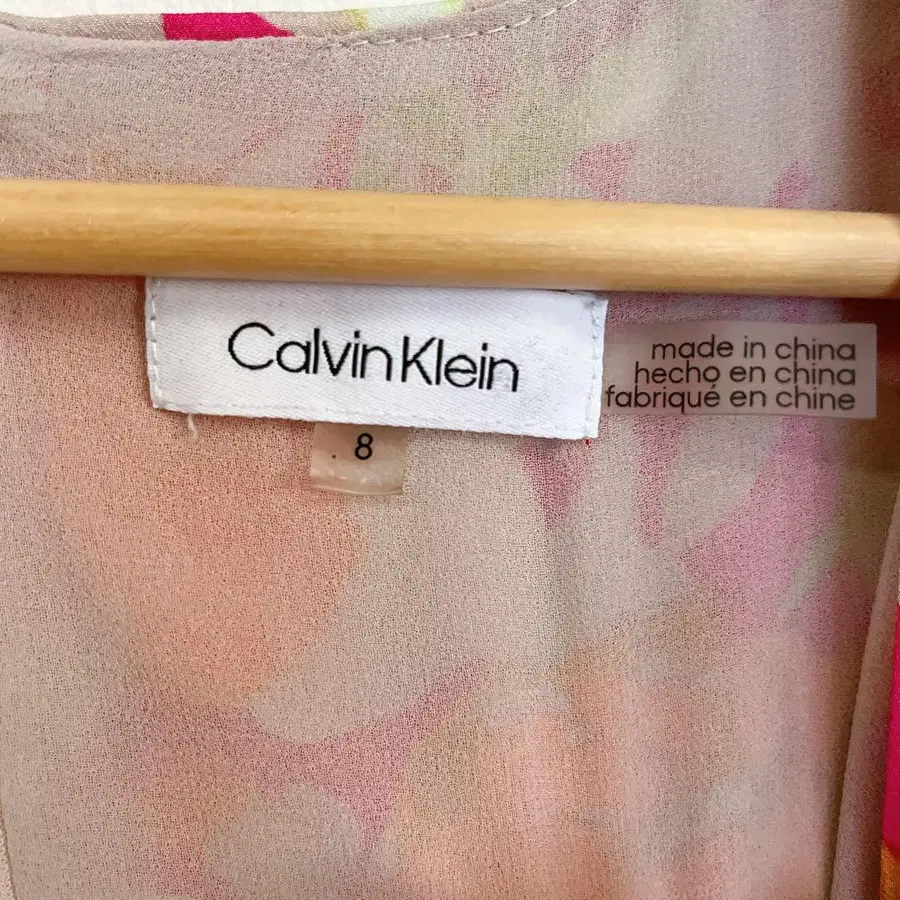 Calvin Klein
8
made in china
hecho en china
fabriqué en chine